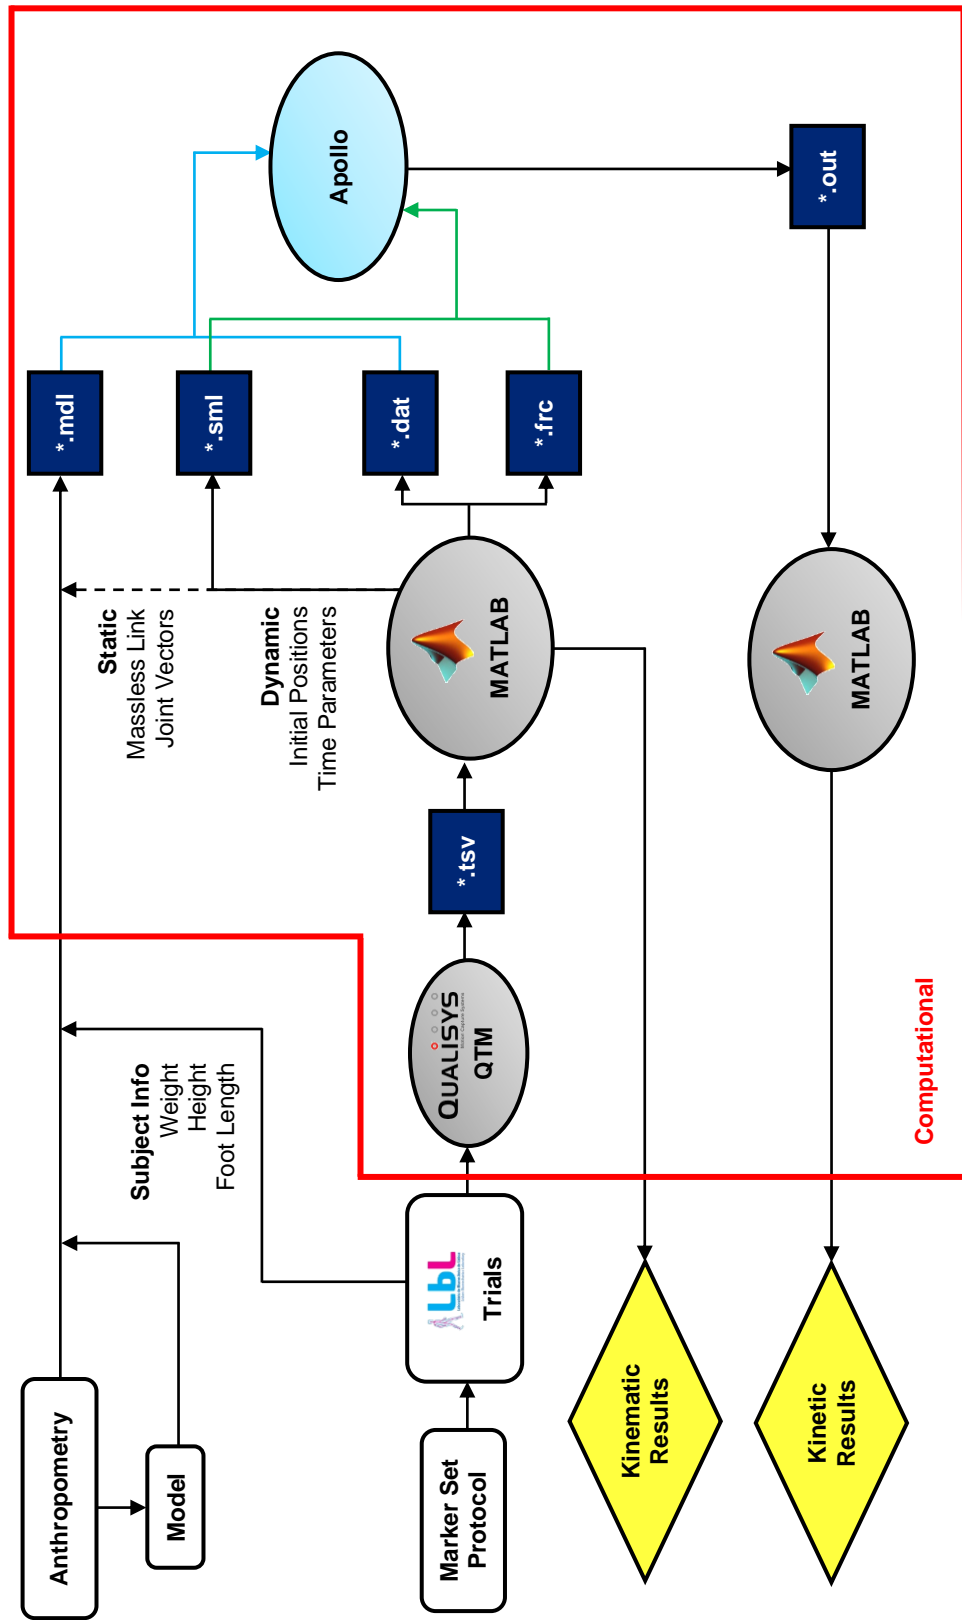 Anthropometry
Model
Subject Info
Weight
Height
Foot Length
Static
Massless Link
Joint Vectors
Dynamic
Initial Positions
Time Parameters
*.mdl
*.sml
*.dat
*.frc
Apollo
Marker Set
Protocol
LbL
Trials
QUALISYS
QTM
*.tsv
MATLAB
Kinematic
Results
*.out
MATLAB
Kinetic
Results
Computational